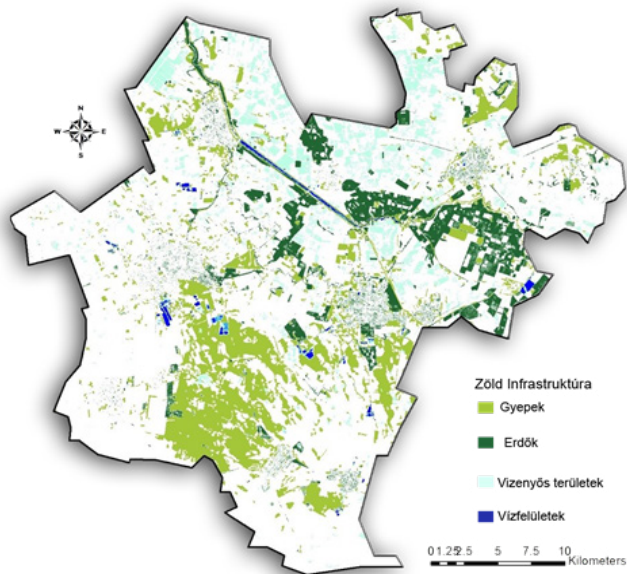 N
W E
S
Zöld Infrastruktúra
Gyepek
Erdők
Vizenyős területek
Vízfelületek
0 1.25 2.5 5 7.5 10
Kilometers